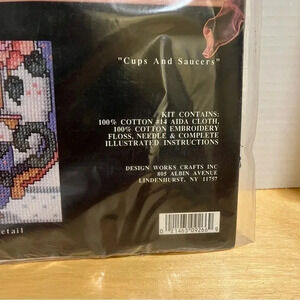 "Cups And Saucers"
KIT CONTAINS:
100% COTTON #14 AIDA CLOTH,
100% COTTON EMBROIDERY
FLOSS, NEEDLE & COMPLETE
ILLUSTRATED INSTRUCTIONS
DESIGN WORKS CRAFTS INC
805 ALBIN AVENUE
LINDENHURST, NY 11757
etail